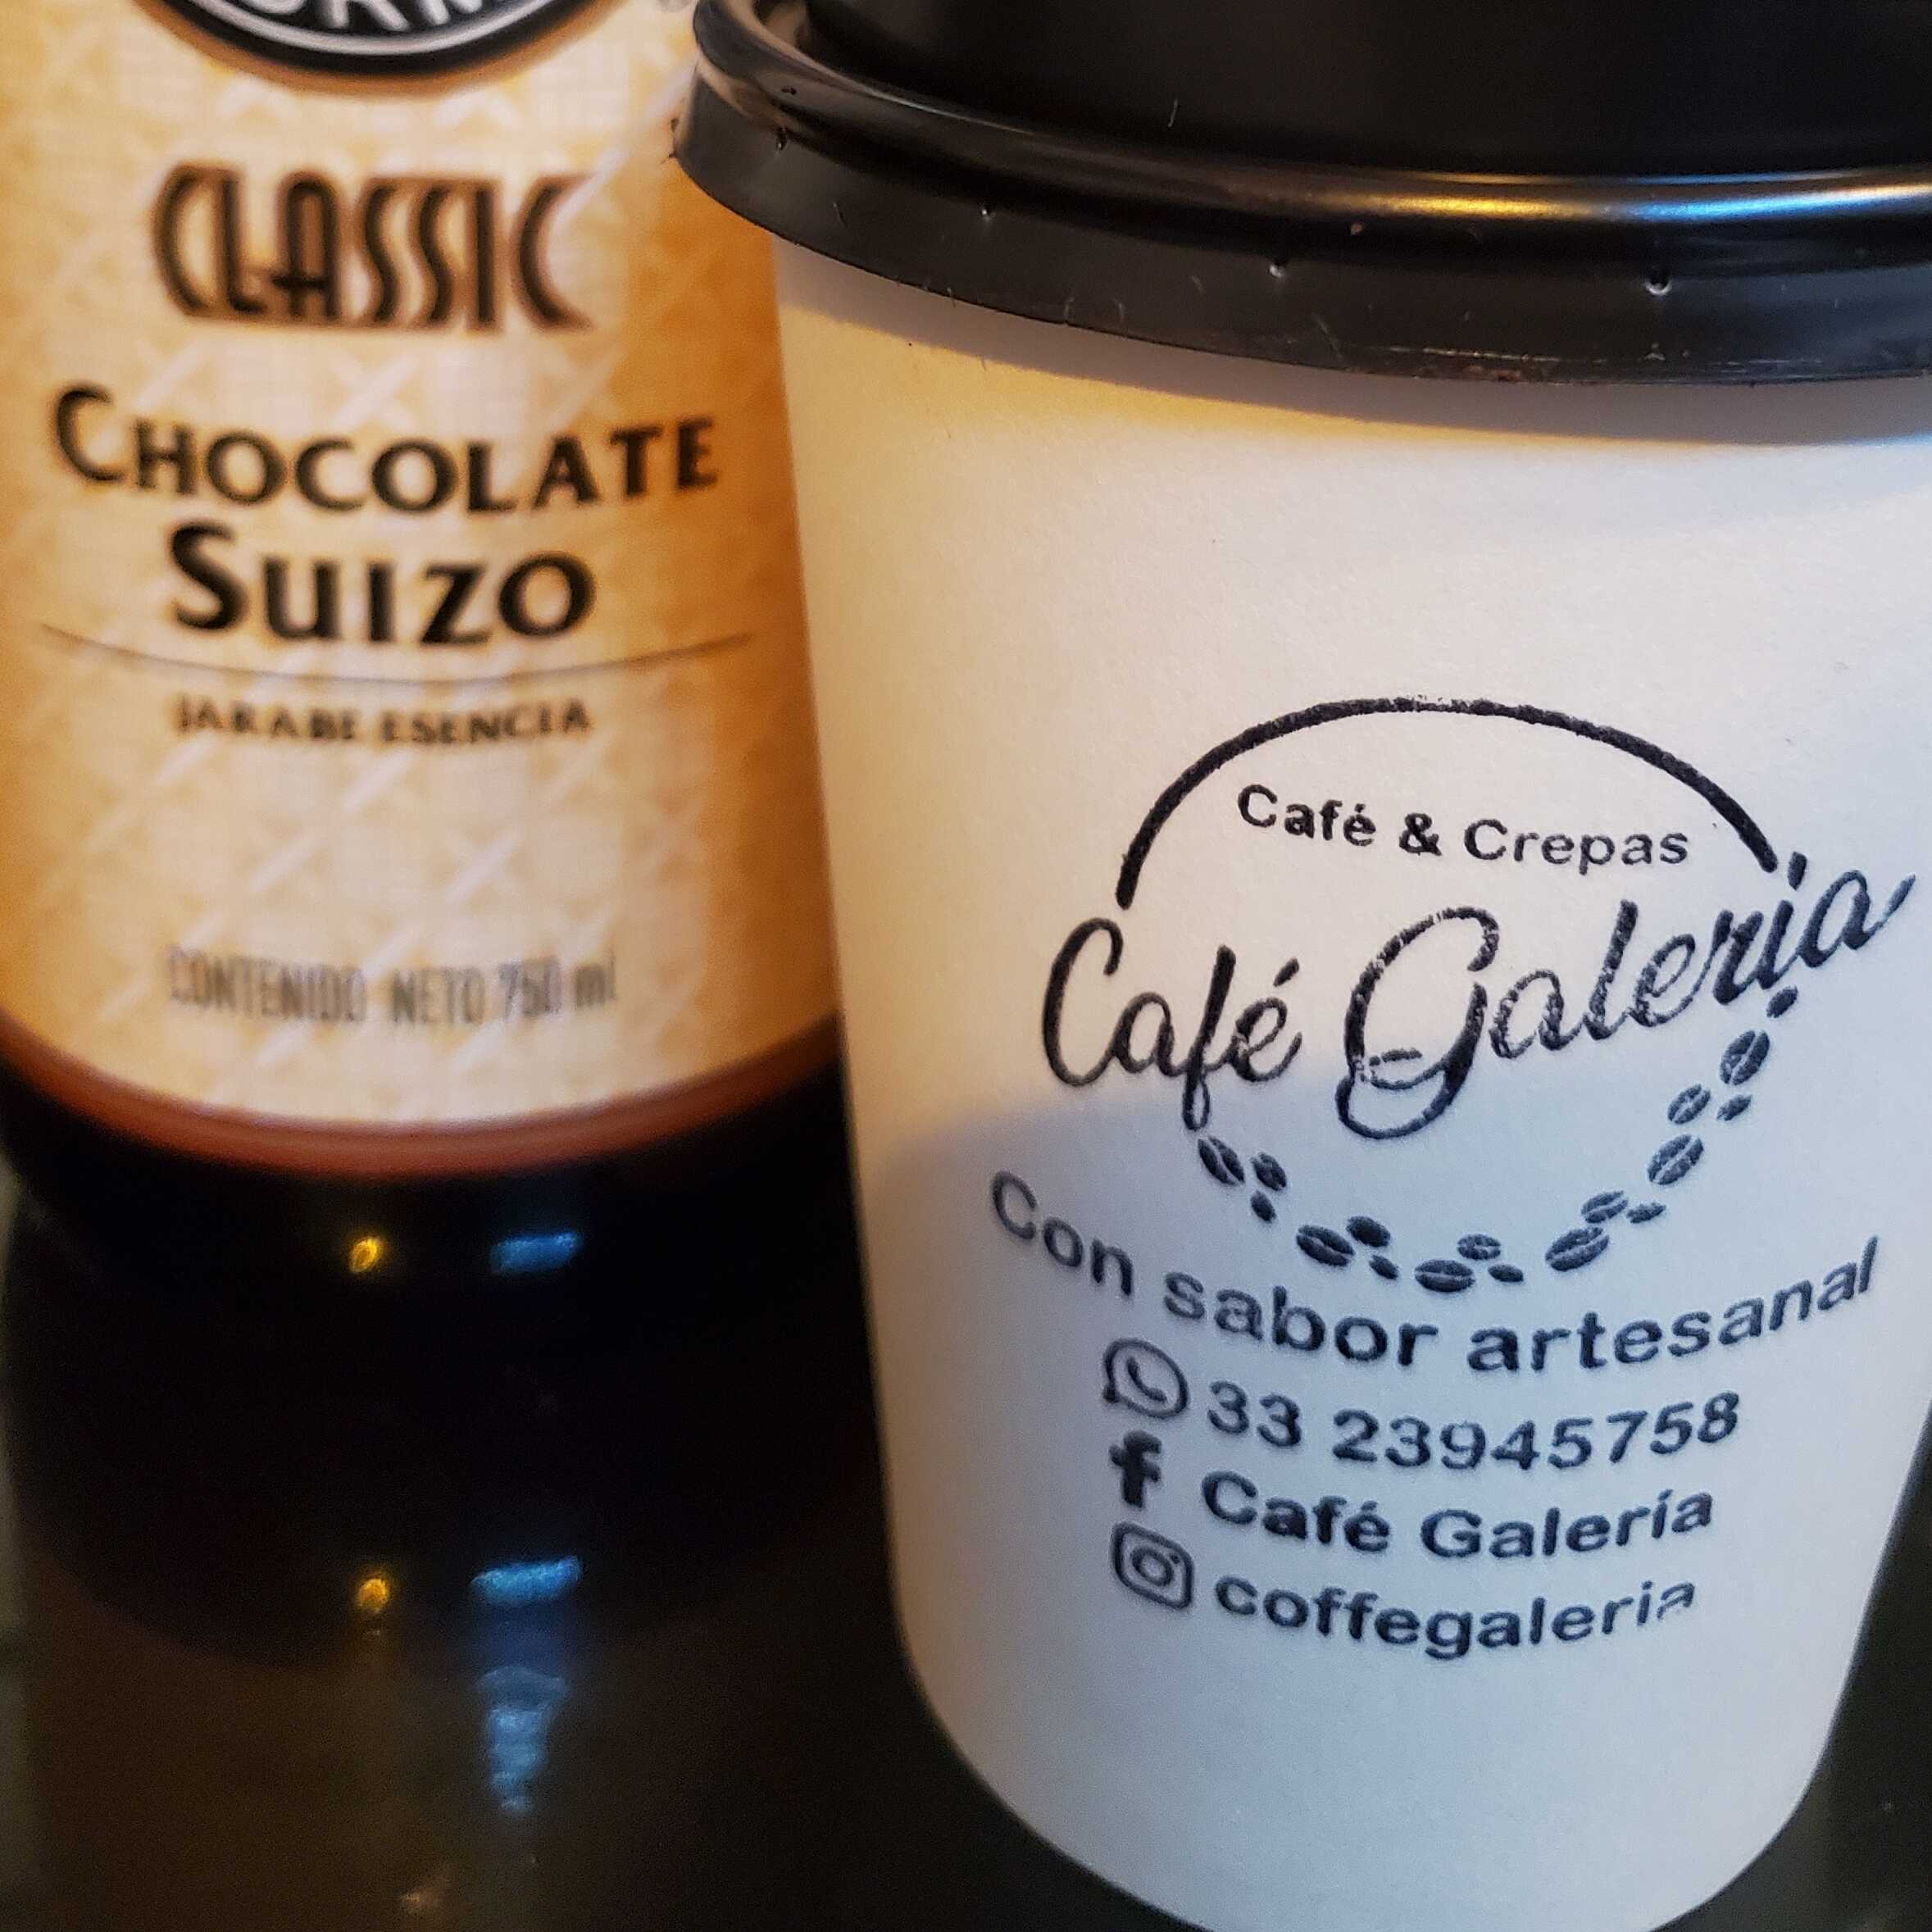 CLASSIC
CHOCOLATE
SUIZO
JARABE ESENCIA
CONTENIDO NETO 750 ml
Café & Crepas
Café Galeria
Con sabor artesanal
33 23945758
Café Galería
coffegaleria